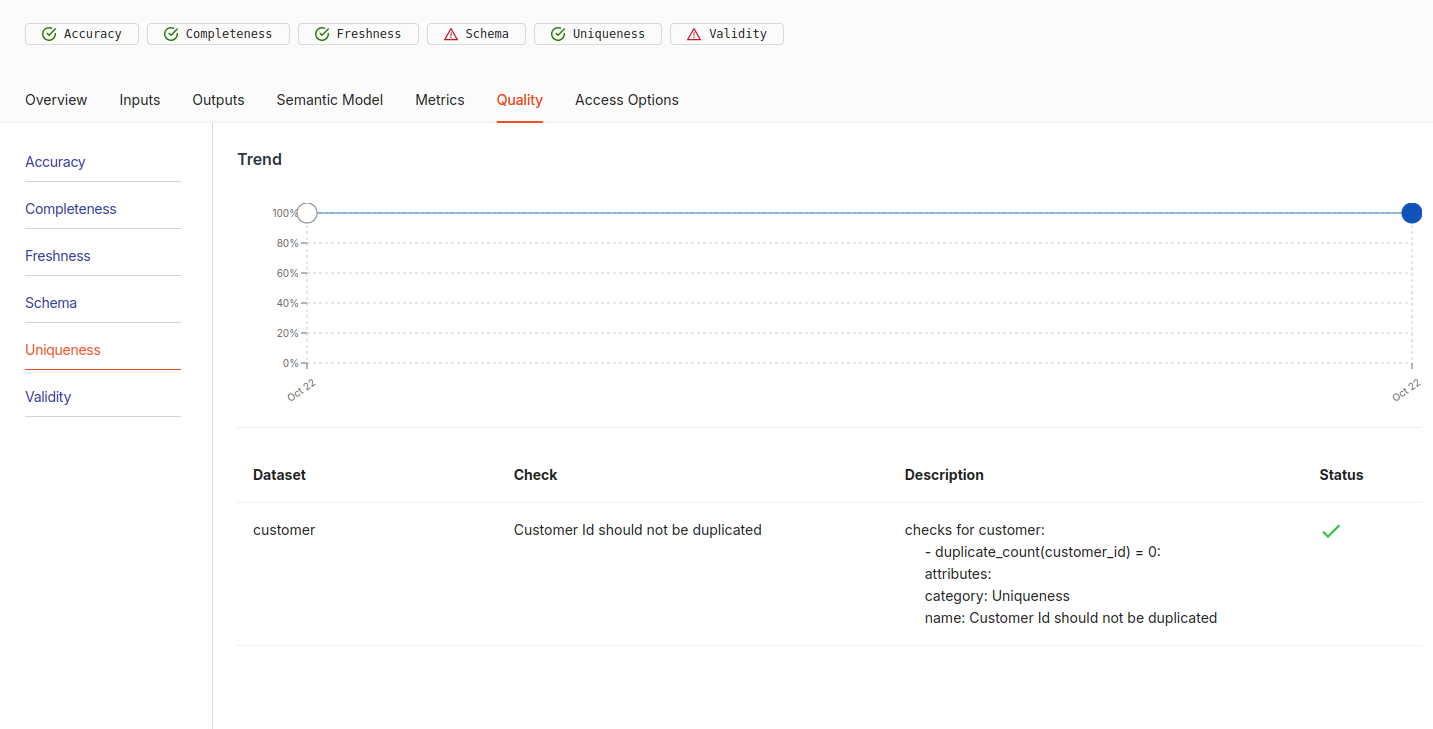 Accuracy Completeness Freshness Schema Uniqueness Validity
Overview Inputs Outputs Semantic Model Metrics Quality Access Options
Accuracy
Completeness
Freshness
Schema
Uniqueness
Validity
Trend
100%
80%
60%
40%
20%
0%
Oct 22 Oct 22
Dataset Check Description Status
customer Customer Id should not be duplicated checks for customer:
- duplicate_count(customer_id) = 0:
attributes:
category: Uniqueness
name: Customer Id should not be duplicated